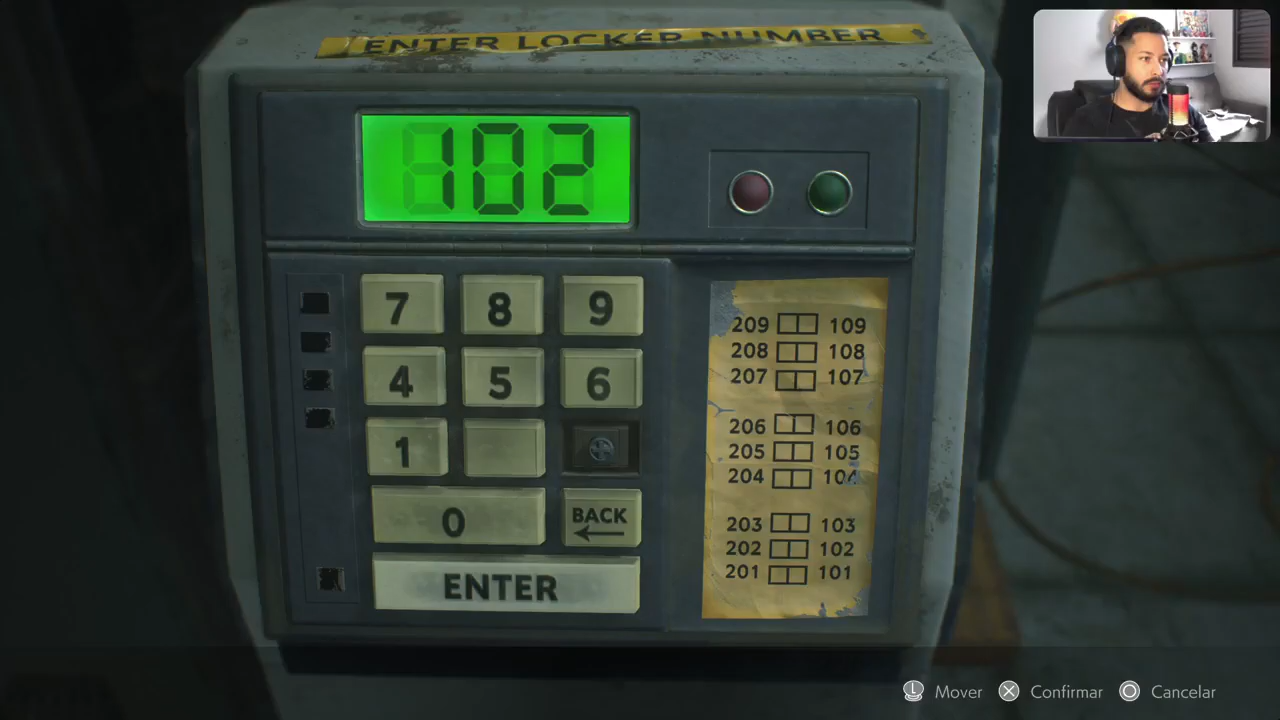 ENTER LOCKER NUMBER
102
7 8 9
4 5 6
1
0 BACK
ENTER
209 109
208 108
207 107
206 106
205 105
204 104
203 103
202 102
201 101
L Mover Confirmar Cancelar